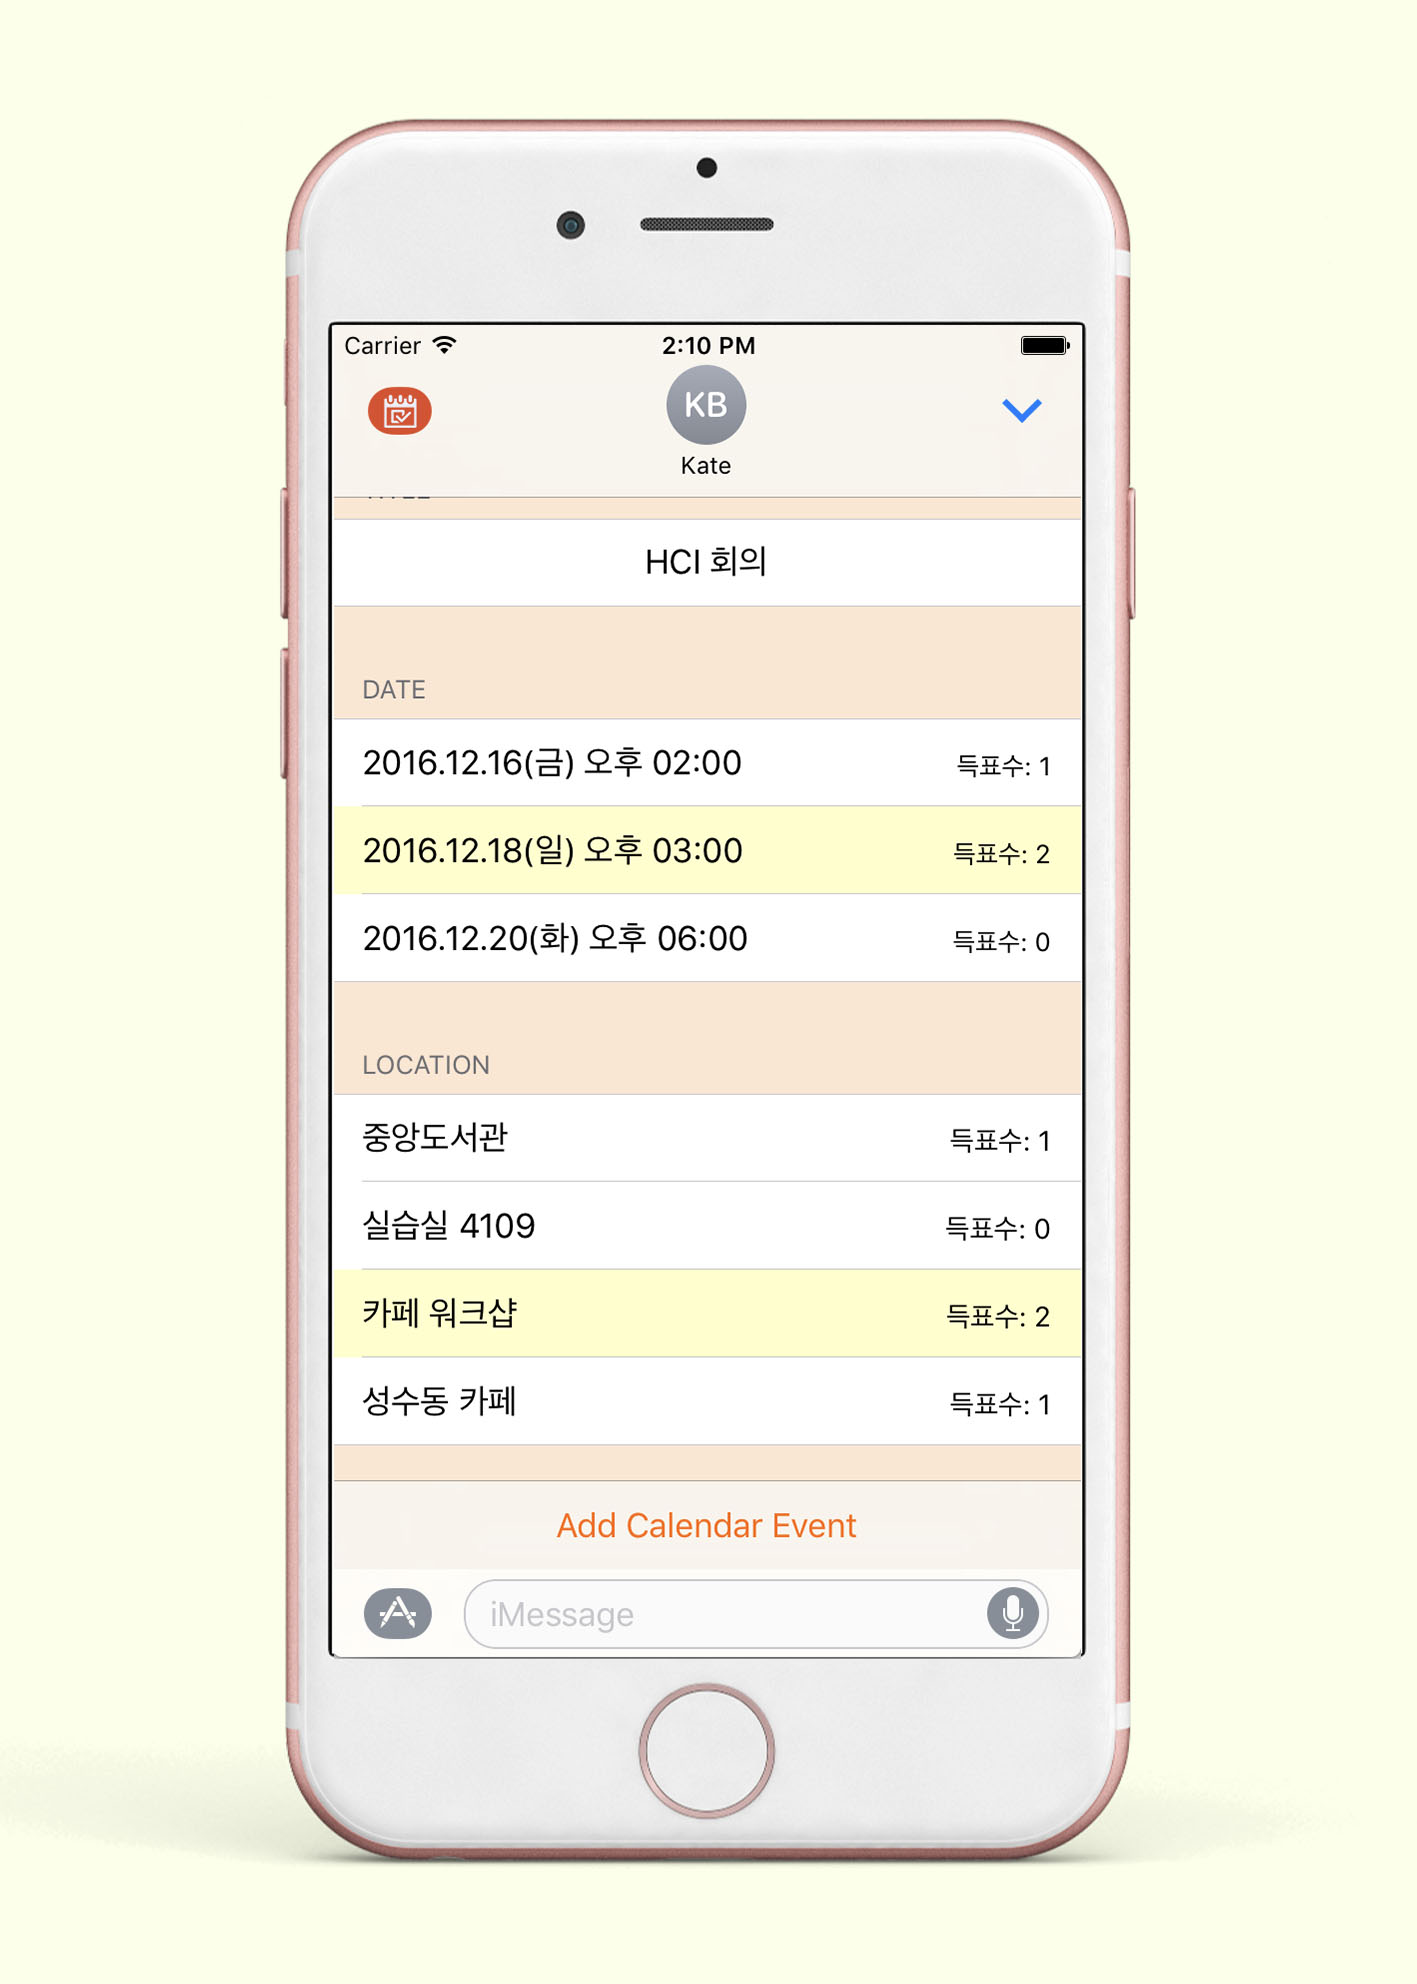 Carrier
2:10 PM
KB
Kate
HCI 회의
DATE
2016.12.16(금) 오후 02:00 득표수: 1
2016.12.18(일) 오후 03:00 득표수: 2
2016.12.20(화) 오후 06:00 득표수: 0
LOCATION
중앙도서관 득표수: 1
실습실 4109 득표수: 0
카페 워크샵 득표수: 2
성수동 카페 득표수: 1
Add Calendar Event
iMessage